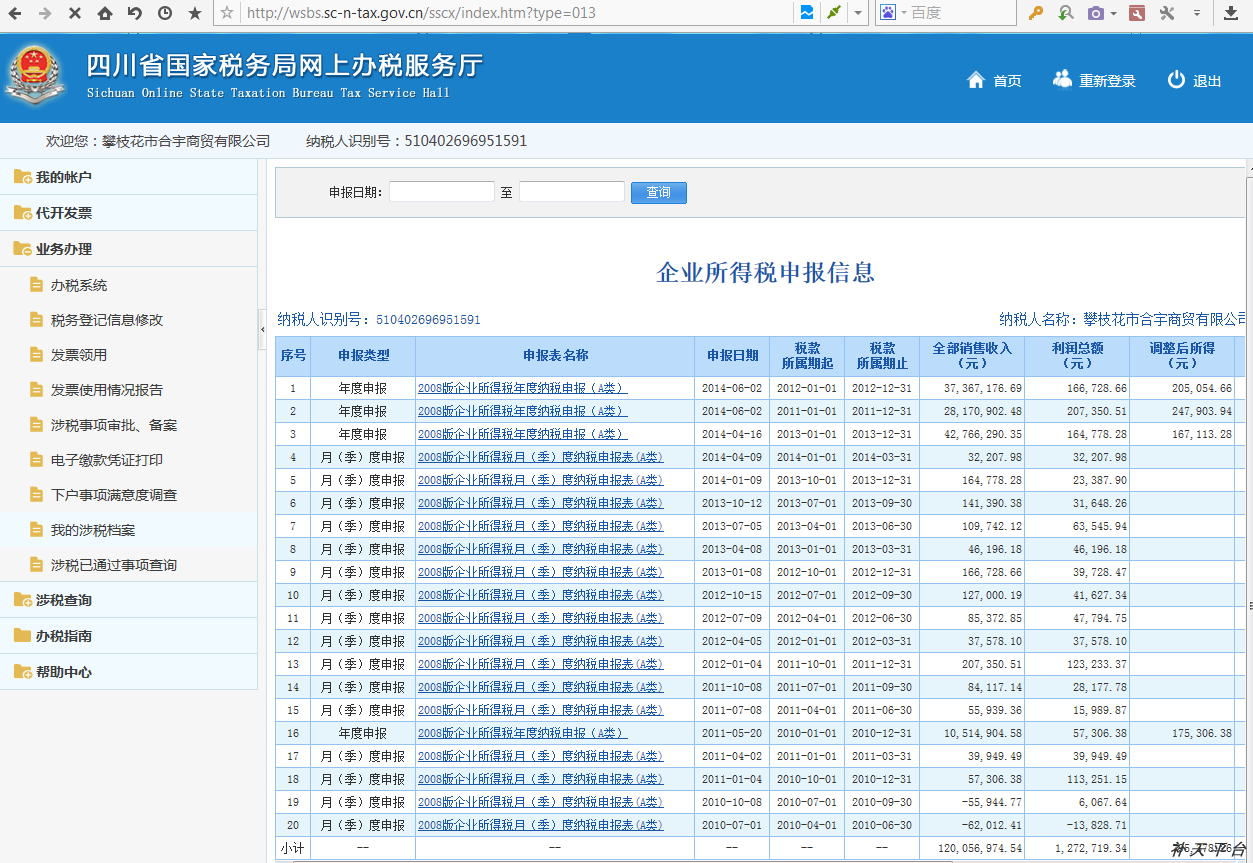 http://wsbs.sc-n-tax.gov.cn/sscx/index.htm?type=013
百度
四川省国家税务局网上办税服务厅
Sichuan Online State Taxation Bureau Tax Service Hall
首页 重新登录 退出
欢迎您：攀枝花市合宇商贸有限公司 纳税人识别号：510402696951591
我的帐户
代开发票
业务办理
办税系统
税务登记信息修改
发票领用
发票使用情况报告
涉税事项审批、备案
电子缴款凭证打印
下户事项满意度调查
我的涉税档案
涉税已通过事项查询
涉税查询
办税指南
帮助中心
申报日期： 至 查询
企业所得税申报信息
纳税人识别号：510402696951591 纳税人名称：攀枝花市合宇商贸有限公司
序号 申报类型 申报表名称 申报日期 税款所属期起 税款所属期止 全部销售收入（元） 利润总额（元） 调整后所得（元）
1 年度申报 2008版企业所得税年度纳税申报（A类） 2014-06-02 2012-01-01 2012-12-31 37,367,176.69 166,728.66 205,054.66
2 年度申报 2008版企业所得税年度纳税申报（A类） 2014-06-02 2011-01-01 2011-12-31 28,170,902.48 207,350.51 247,903.94
3 年度申报 2008版企业所得税年度纳税申报（A类） 2014-04-16 2013-01-01 2013-12-31 42,766,290.35 164,778.28 167,113.28
4 月（季）度申报 2008版企业所得税月（季）度纳税申报表(A类) 2014-04-09 2014-01-01 2014-03-31 32,207.98 32,207.98
5 月（季）度申报 2008版企业所得税月（季）度纳税申报表(A类) 2014-01-09 2013-10-01 2013-12-31 164,778.28 23,387.90
6 月（季）度申报 2008版企业所得税月（季）度纳税申报表(A类) 2013-10-12 2013-07-01 2013-09-30 141,390.38 31,648.26
7 月（季）度申报 2008版企业所得税月（季）度纳税申报表(A类) 2013-07-05 2013-04-01 2013-06-30 109,742.12 63,545.94
8 月（季）度申报 2008版企业所得税月（季）度纳税申报表(A类) 2013-04-08 2013-01-01 2013-03-31 46,196.18 46,196.18
9 月（季）度申报 2008版企业所得税月（季）度纳税申报表(A类) 2013-01-08 2012-10-01 2012-12-31 166,728.66 39,728.47
10 月（季）度申报 2008版企业所得税月（季）度纳税申报表(A类) 2012-10-15 2012-07-01 2012-09-30 127,000.19 41,627.34
11 月（季）度申报 2008版企业所得税月（季）度纳税申报表(A类) 2012-07-09 2012-04-01 2012-06-30 85,372.85 47,794.75
12 月（季）度申报 2008版企业所得税月（季）度纳税申报表(A类) 2012-04-05 2012-01-01 2012-03-31 37,578.10 37,578.10
13 月（季）度申报 2008版企业所得税月（季）度纳税申报表(A类) 2012-01-04 2011-10-01 2011-12-31 207,350.51 123,233.37
14 月（季）度申报 2008版企业所得税月（季）度纳税申报表(A类) 2011-10-08 2011-07-01 2011-09-30 84,117.14 28,177.78
15 月（季）度申报 2008版企业所得税月（季）度纳税申报表(A类) 2011-07-08 2011-04-01 2011-06-30 55,939.36 15,989.87
16 年度申报 2008版企业所得税年度纳税申报（A类） 2011-05-20 2010-01-01 2010-12-31 10,514,904.58 57,306.38 175,306.38
17 月（季）度申报 2008版企业所得税月（季）度纳税申报表(A类) 2011-04-02 2011-01-01 2011-03-31 39,949.49 39,949.49
18 月（季）度申报 2008版企业所得税月（季）度纳税申报表(A类) 2011-01-04 2010-10-01 2010-12-31 57,306.38 113,251.15
19 月（季）度申报 2008版企业所得税月（季）度纳税申报表(A类) 2010-10-08 2010-07-01 2010-09-30 -55,944.77 6,067.64
20 月（季）度申报 2008版企业所得税月（季）度纳税申报表(A类) 2010-07-01 2010-04-01 2010-06-30 -62,012.41 -13,828.71
小计 -- -- -- -- -- 120,056,974.54 1,272,719.34
补天平台